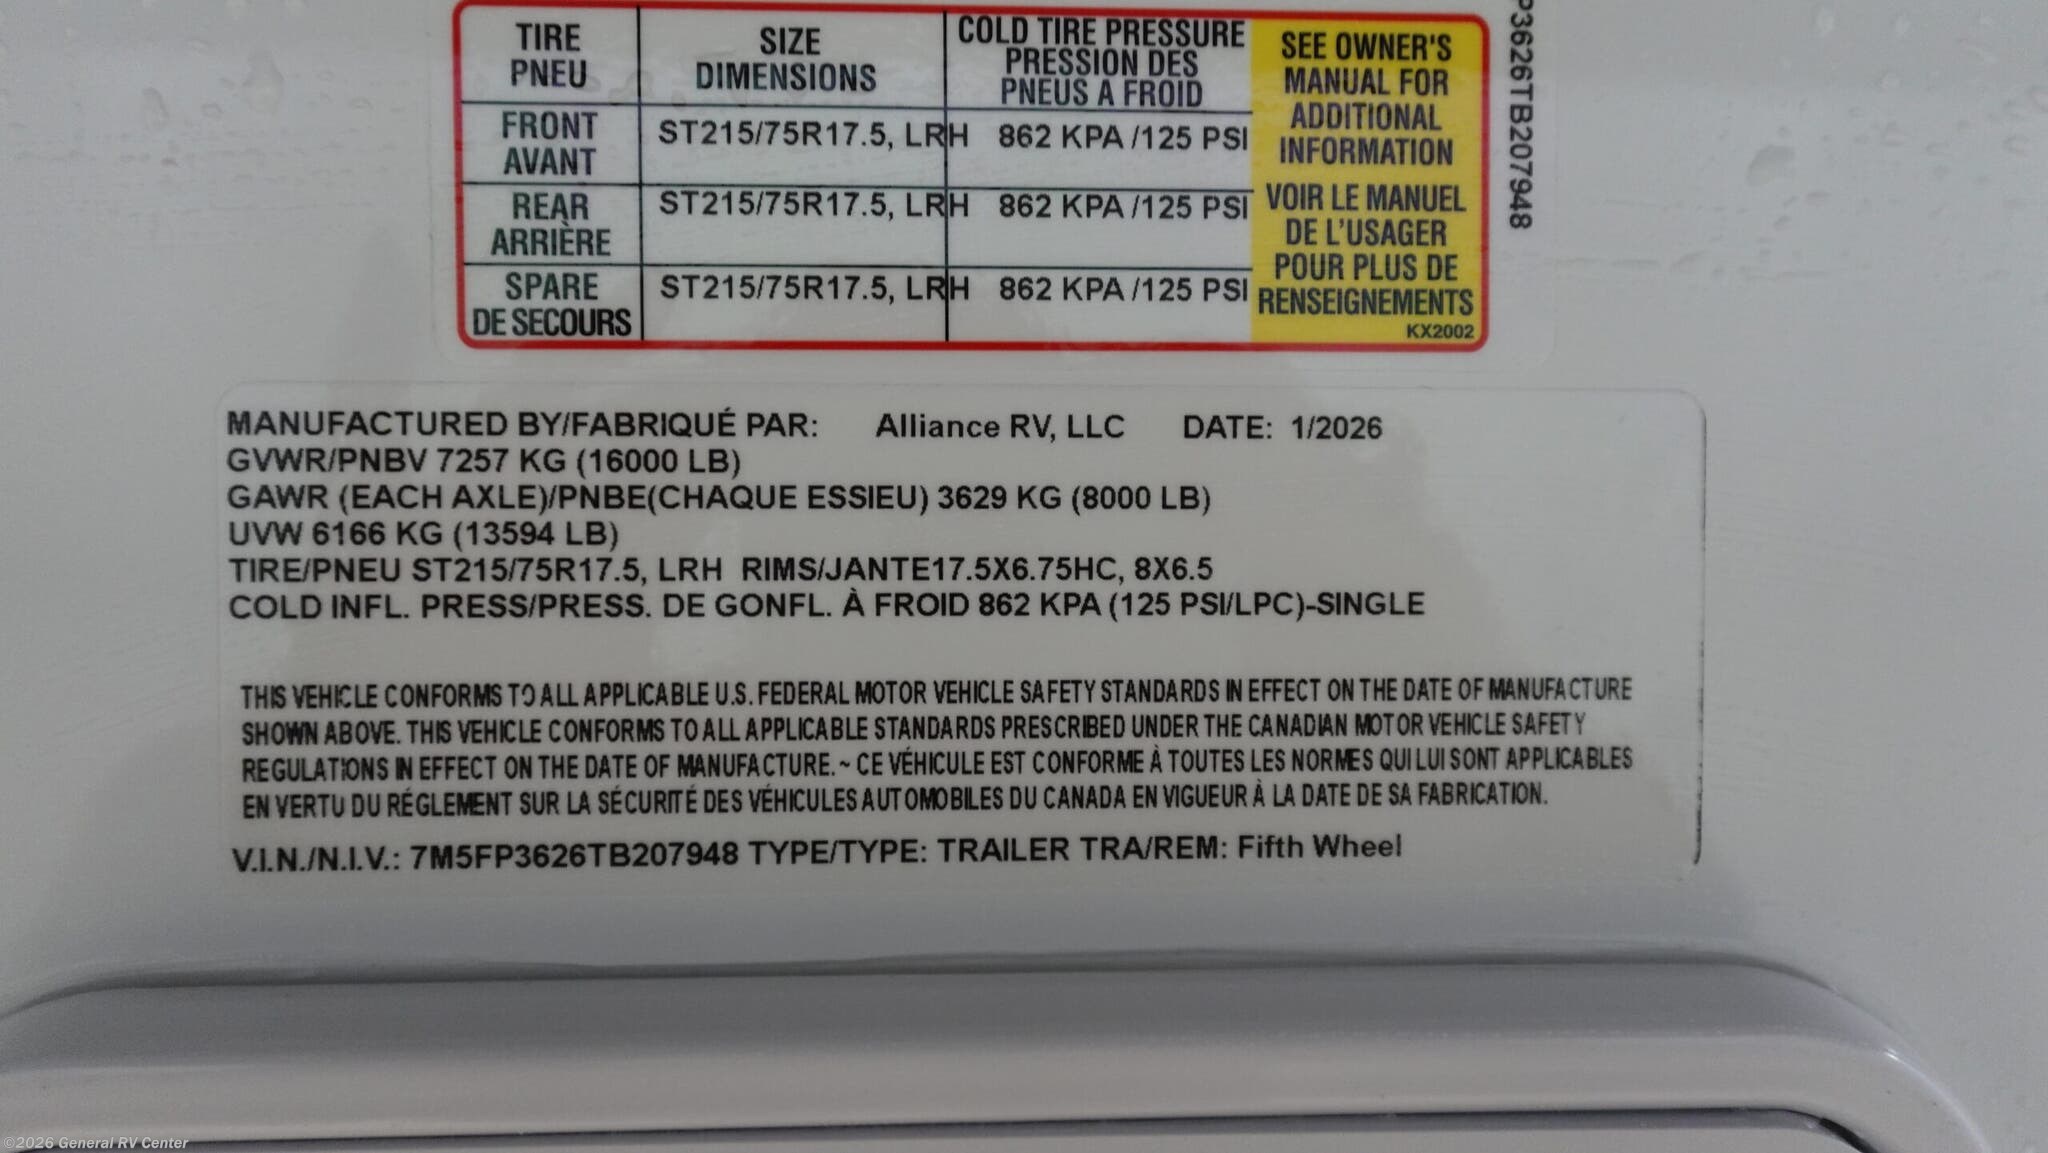 TIRE SIZE COLD TIRE PRESSURE
PNEU DIMENSIONS PRESSION DES
PNEUS A FROID
FRONT ST215/75R17.5, LRH 862 KPA /125 PSI
AVANT
REAR ST215/75R17.5, LRH 862 KPA /125 PSI
ARRIÈRE
SPARE ST215/75R17.5, LRH 862 KPA /125 PSI
DE SECOURS
SEE OWNER'S
MANUAL FOR
ADDITIONAL
INFORMATION
VOIR LE MANUEL
DE L'USAGER
POUR PLUS DE
RENSEIGNEMENTS
KX2002
P3626TB207948
MANUFACTURED BY/FABRIQUÉ PAR: Alliance RV, LLC DATE: 1/2026
GVWR/PNBV 7257 KG (16000 LB)
GAWR (EACH AXLE)/PNBE(CHAQUE ESSIEU) 3629 KG (8000 LB)
UVW 6166 KG (13594 LB)
TIRE/PNEU ST215/75R17.5, LRH RIMS/JANTE17.5X6.75HC, 8X6.5
COLD INFL. PRESS/PRESS. DE GONFL. À FROID 862 KPA (125 PSI/LPC)-SINGLE
THIS VEHICLE CONFORMS TO ALL APPLICABLE U.S. FEDERAL MOTOR VEHICLE SAFETY STANDARDS IN EFFECT ON THE DATE OF MANUFACTURE
SHOWN ABOVE. THIS VEHICLE CONFORMS TO ALL APPLICABLE STANDARDS PRESCRIBED UNDER THE CANADIAN MOTOR VEHICLE SAFETY
REGULATIONS IN EFFECT ON THE DATE OF MANUFACTURE. ~ CE VÉHICULE EST CONFORME À TOUTES LES NORMES QUI LUI SONT APPLICABLES
EN VERTU DU RÉGLEMENT SUR LA SÉCURITÉ DES VÉHICULES AUTOMOBILES DU CANADA EN VIGUEUR À LA DATE DE SA FABRICATION.
V.I.N./N.I.V.: 7M5FP3626TB207948 TYPE/TYPE: TRAILER TRA/REM: Fifth Wheel
©2026 General RV Center